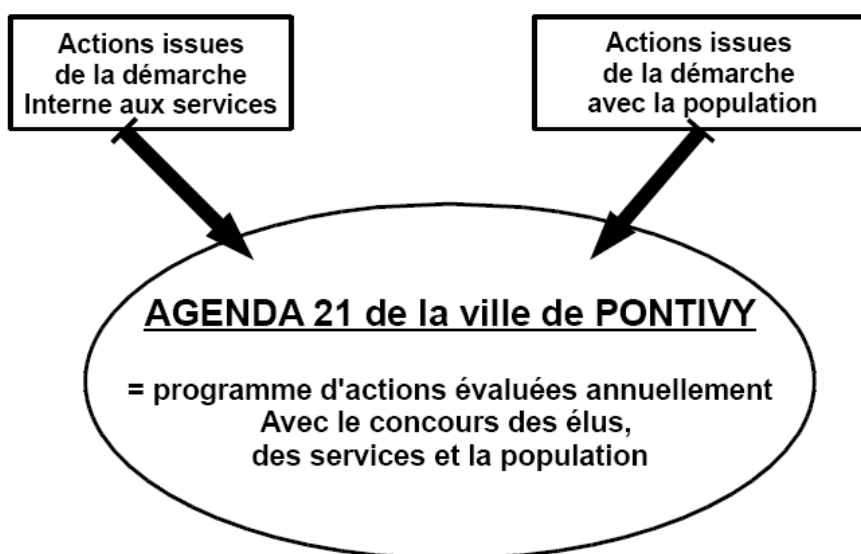 Actions issues
de la démarche
Interne aux services
Actions issues
de la démarche
avec la population
AGENDA 21 de la ville de PONTIVY
= programme d'actions évaluées annuellement
Avec le concours des élus,
des services et la population